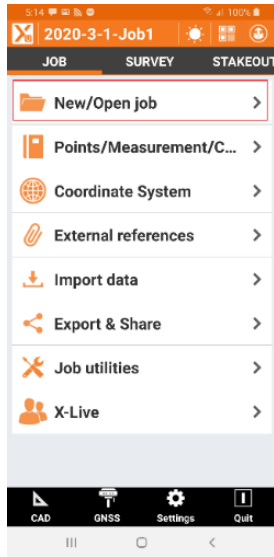 5:14 100%
2020-3-1-Job1
JOB SURVEY STAKEOUT
New/Open job
Points/Measurement/C...
Coordinate System
External references
Import data
Export & Share
Job utilities
X-Live
CAD GNSS Settings Quit